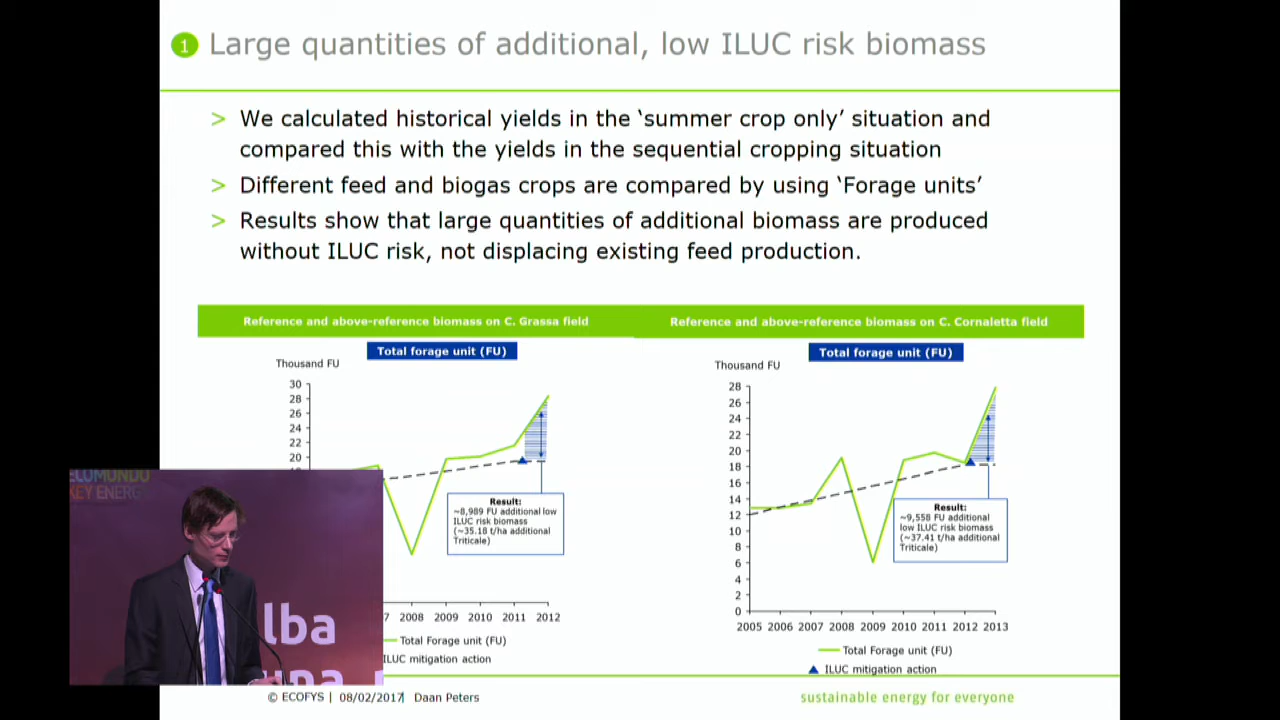 1 Large quantities of additional, low ILUC risk biomass
> We calculated historical yields in the ‘summer crop only’ situation and
compared this with the yields in the sequential cropping situation
> Different feed and biogas crops are compared by using ‘Forage units’
> Results show that large quantities of additional biomass are produced
without ILUC risk, not displacing existing feed production.
Reference and above-reference biomass on C. Grassa field
Total forage unit (FU)
Thousand FU
30
28
26
24
22
20
Result:
~8,989 FU additional low
ILUC risk biomass
(~35.18 t/ha additional
Triticale)
7 2008 2009 2010 2011 2012
Total Forage unit (FU)
ILUC mitigation action
Reference and above-reference biomass on C. Cornaletta field
Total forage unit (FU)
Thousand FU
28
26
24
22
20
18
16
14
12
10
8
6
4
2
0
Result:
~9,558 FU additional
low ILUC risk biomass
(~37.41 t/ha additional
Triticale)
2005 2006 2007 2008 2009 2010 2011 2012 2013
Total Forage unit (FU)
ILUC mitigation action
ELOMUNDO
KEY ENERG
lba
© ECOFYS | 08/02/2017| Daan Peters
sustainable energy for everyone